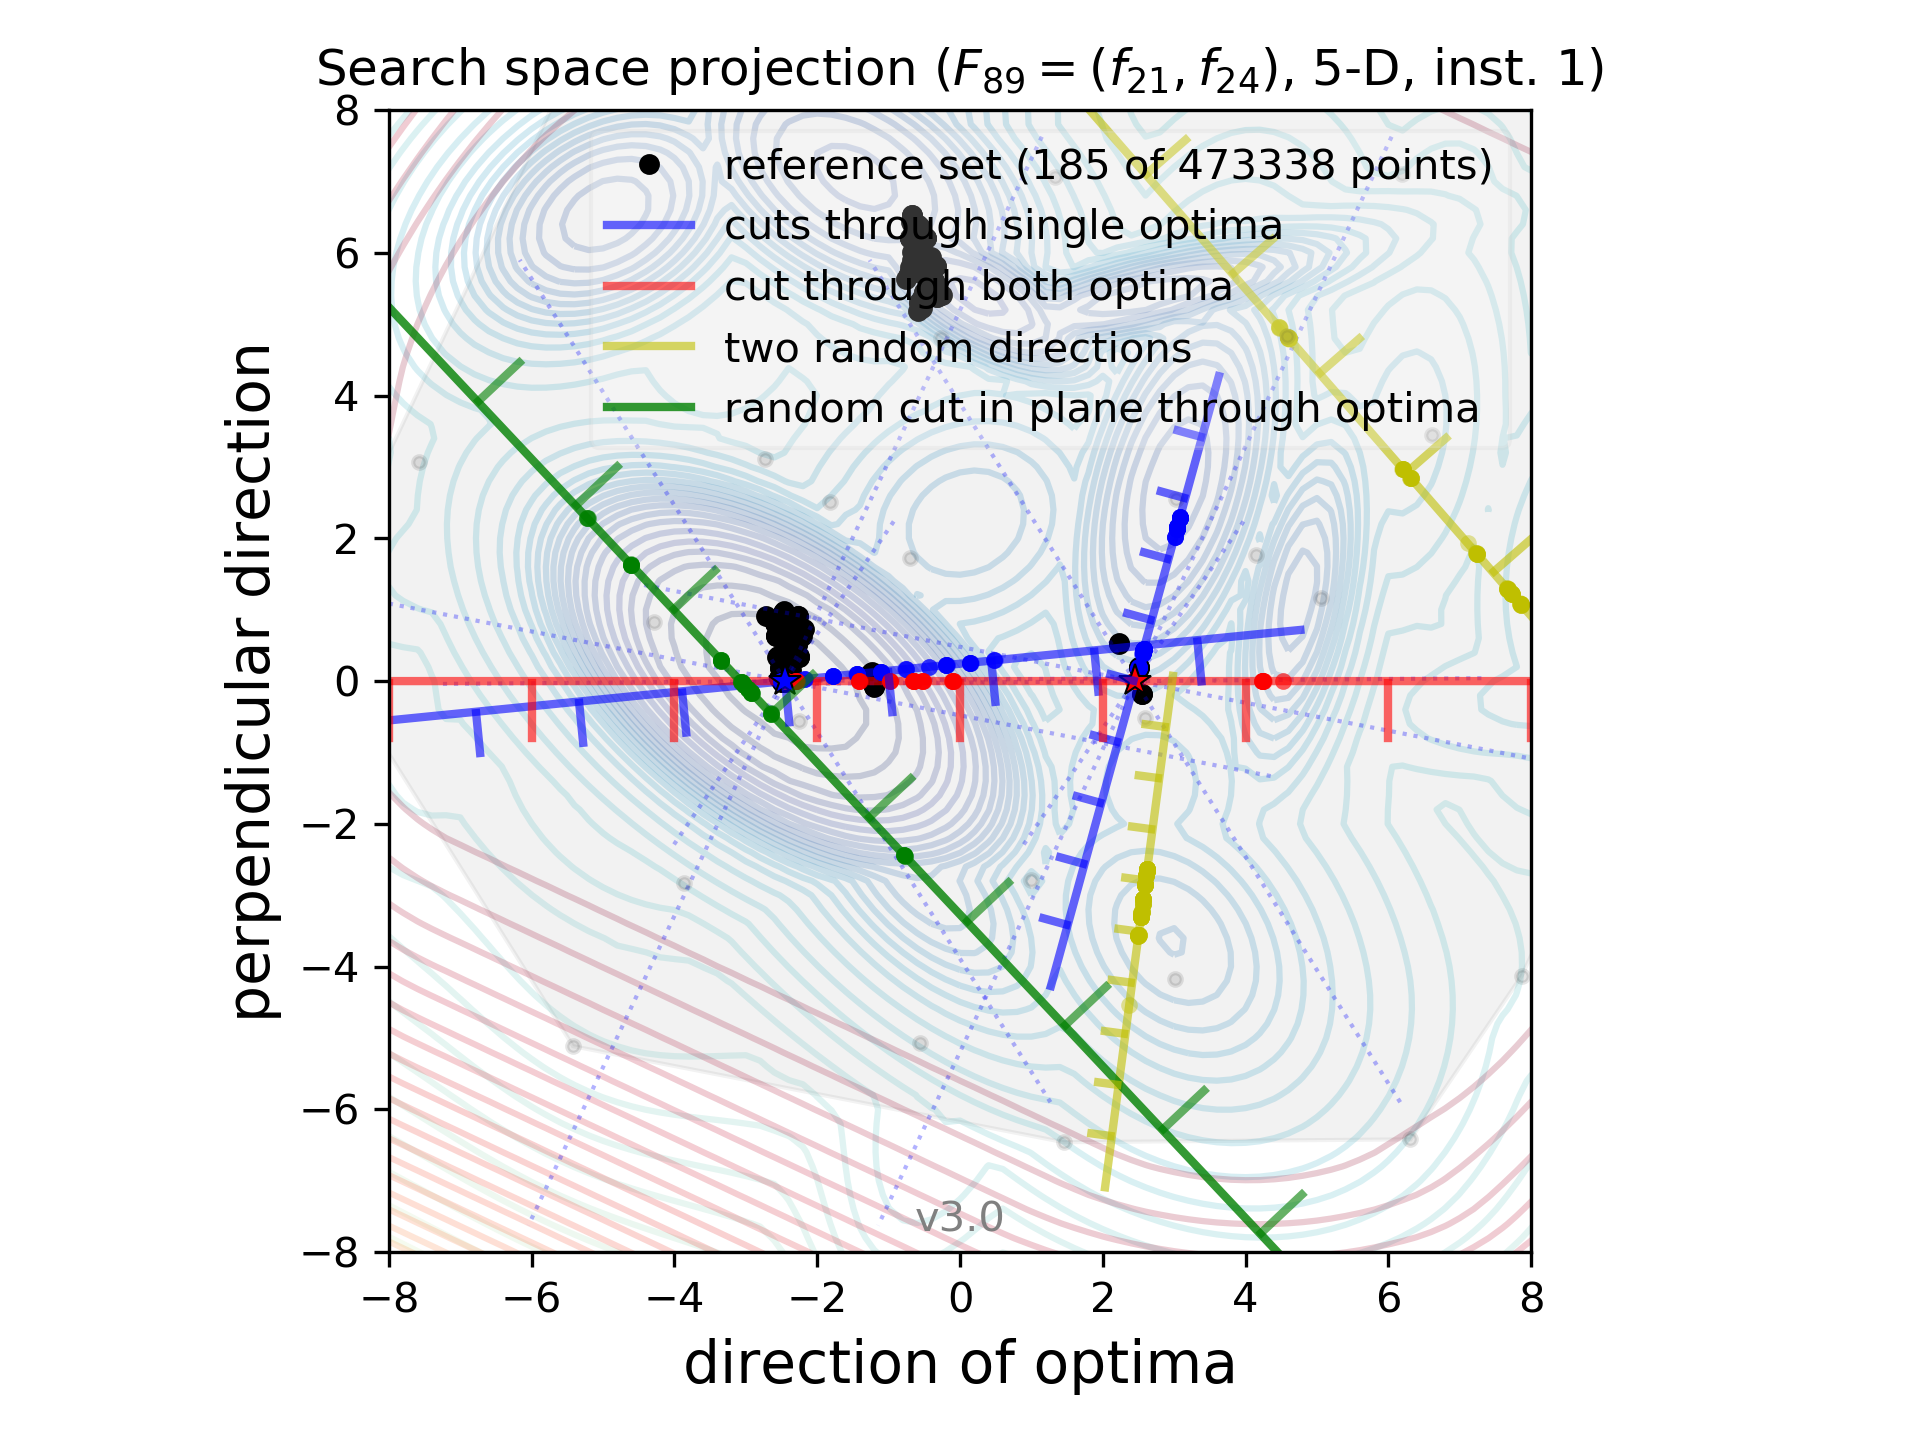 Search space projection (F₈₉ = (f₂₁, f₂₄), 5-D, inst. 1)
reference set (185 of 473338 points)
cuts through single optima
cut through both optima
two random directions
random cut in plane through optima
perpendicular direction
8
6
4
2
0
−2
−4
−6
−8
v3.0
−8 −6 −4 −2 0 2 4 6 8
direction of optima